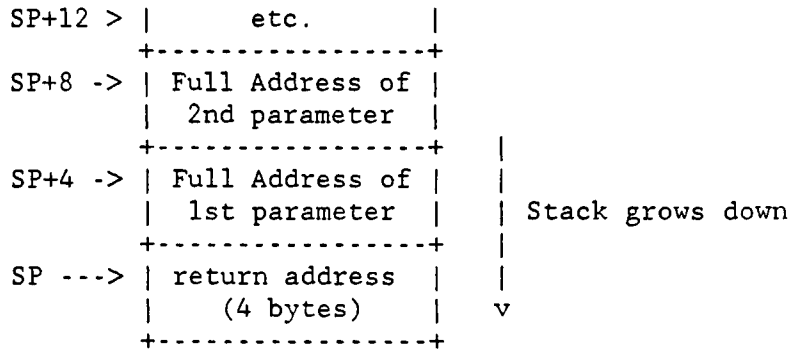 SP+12 > |      etc.       |
        +-----------------+
SP+8 -> | Full Address of |
        |  2nd parameter  |
        +-----------------+   |
SP+4 -> | Full Address of |   |
        |  1st parameter  |   | Stack grows down
        +-----------------+   |
SP ---> | return address  |   |
        |    (4 bytes)    |   v
        +-----------------+